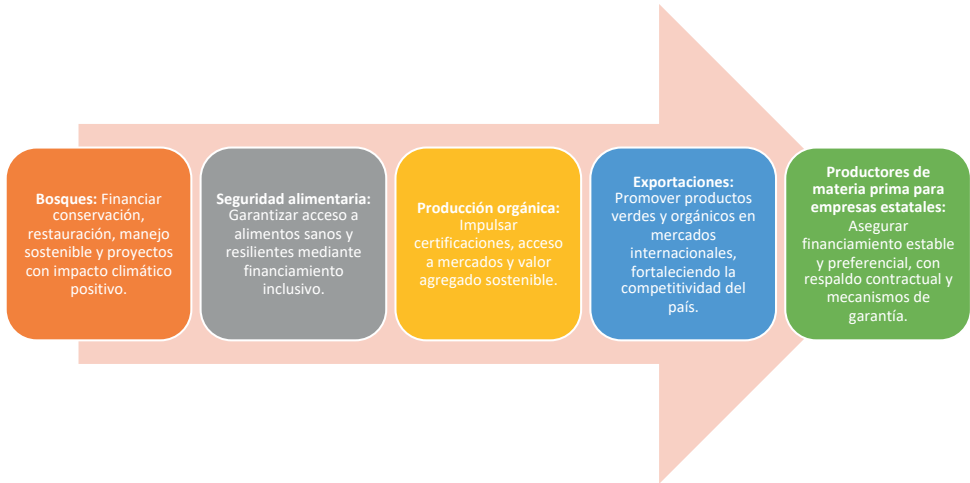 Bosques: Financiar
conservación,
restauración, manejo
sostenible y proyectos
con impacto climático
positivo.
Seguridad alimentaria:
Garantizar acceso a
alimentos sanos y
resilientes mediante
financiamiento
inclusivo.
Producción orgánica:
Impulsar
certificaciones, acceso
a mercados y valor
agregado sostenible.
Exportaciones:
Promover productos
verdes y orgánicos en
mercados
internacionales,
fortaleciendo la
competitividad del
país.
Productores de
materia prima para
empresas estatales:
Asegurar
financiamiento estable
y preferencial, con
respaldo contractual y
mecanismos de
garantía.